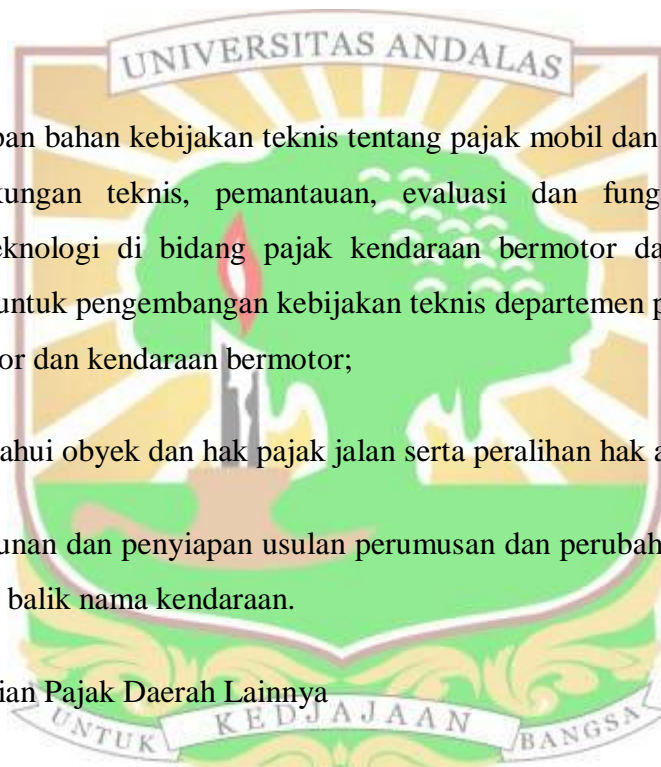 UNIVERSITAS ANDALAS
pan bahan kebijakan teknis tentang pajak mobil dan
kungan teknis, pemantauan, evaluasi dan fung
eknologi di bidang pajak kendaraan bermotor da
untuk pengembangan kebijakan teknis departemen p
or dan kendaraan bermotor;
ahui obyek dan hak pajak jalan serta peralihan hak a
unan dan penyiapan usulan perumusan dan perubah
balik nama kendaraan.
ian Pajak Daerah Lainnya
UNTUK KEDJAJAAN BANGSA